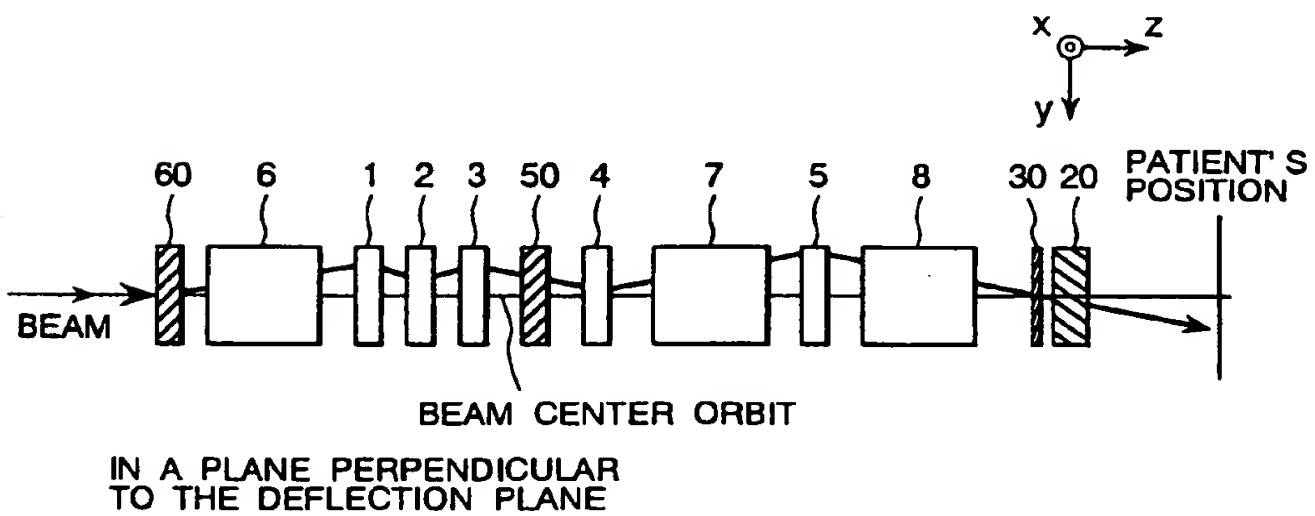 X
Z
y
60 6 1 2 3 50 4 7 5 8 30 20 PATIENT'S
POSITION
BEAM
BEAM CENTER ORBIT
IN A PLANE PERPENDICULAR
TO THE DEFLECTION PLANE